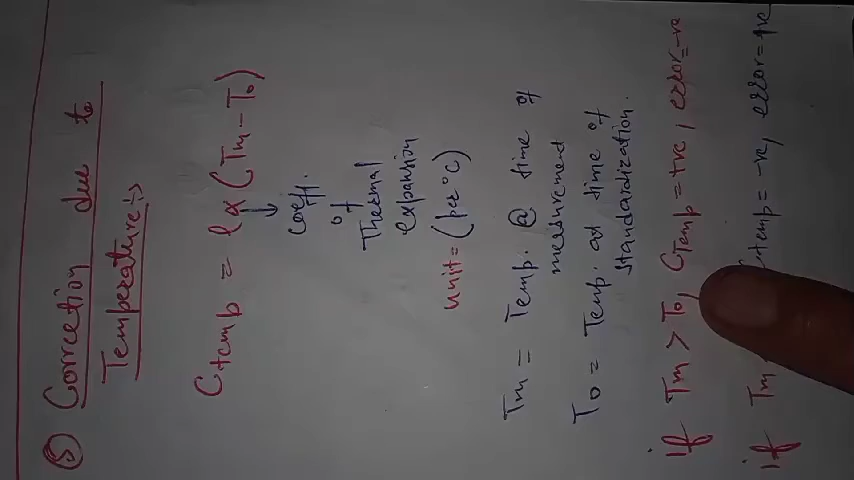 ⑤ Correction due to
Temperature:>
Ctemp = lα(Tm-To)
↓
coeff.
of
Thermal
expansion
unit = (per°C)
Tm = Temp. @ time of
measurement
To = Temp. at time of
standardization.
if Tm > To, CTemp = +ve, error=-ve
if Tm Ctemp = -ve, error=+ve